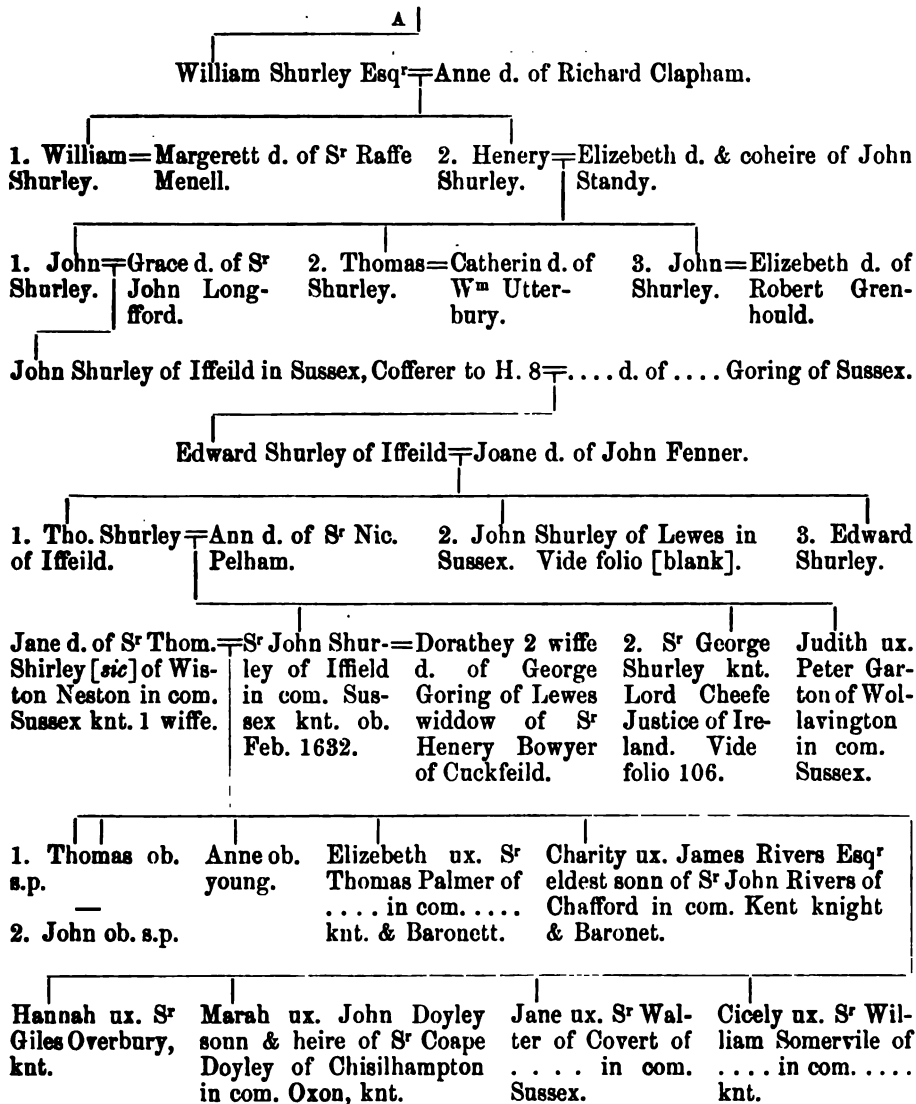 A
William Shurley Esqr=Anne d. of Richard Clapham.
1. William=Margerett d. of Sr Raffe
Shurley. Menell.
2. Henery=Elizebeth d. & coheire of John
Shurley. Standy.
1. John=Grace d. of Sr
Shurley. John Long-
fford.
2. Thomas=Catherin d. of
Shurley. Wm Utter-
bury.
3. John=Elizebeth d. of
Shurley. Robert Gren-
hould.
John Shurley of Iffeild in Sussex, Cofferer to H. 8=. . . . d. of . . . . Goring of Sussex.
Edward Shurley of Iffeild=Joane d. of John Fenner.
1. Tho. Shurley=Ann d. of Sr Nic.
of Iffeild. Pelham.
2. John Shurley of Lewes in
Sussex. Vide folio [blank].
3. Edward
Shurley.
Jane d. of Sr Thom.=
Shirley [sic] of Wis-
ton Neston in com.
Sussex knt. 1 wiffe.
Sr John Shur-=
ley of Iffield
in com. Sus-
sex knt. ob.
Feb. 1632.
Dorathey 2 wiffe
d. of George
Goring of Lewes
widdow of Sr
Henery Bowyer
of Cuckfeild.
2. Sr George
Shurley knt.
Lord Cheefe
Justice of Ire-
land. Vide
folio 106.
Judith ux.
Peter Gar-
ton of Wol-
lavington
in com.
Sussex.
1. Thomas ob.
s.p.
—
2. John ob. s.p.
Anne ob.
young.
Elizebeth ux. Sr
Thomas Palmer of
. . . . in com. . . . .
knt. & Baronett.
Charity ux. James Rivers Esqr
eldest sonn of Sr John Rivers of
Chafford in com. Kent knight
& Baronet.
Hannah ux. Sr
Giles Overbury,
knt.
Marah ux. John Doyley
sonn & heire of Sr Coape
Doyley of Chisilhampton
in com. Oxon, knt.
Jane ux. Sr Wal-
ter of Covert of
. . . . in com.
Sussex.
Cicely ux. Sr Wil-
liam Somervile of
. . . . in com. . . . .
knt.